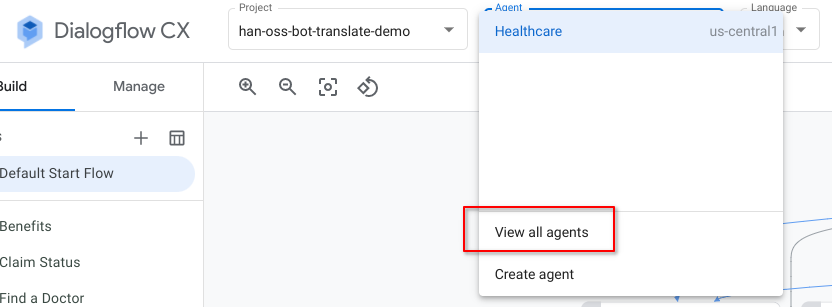 Dialogflow CX
Project
han-oss-bot-translate-demo
Agent
Language
Healthcare
us-central1
Build
Manage
Default Start Flow
Benefits
View all agents
Claim Status
Create agent
Find a Doctor